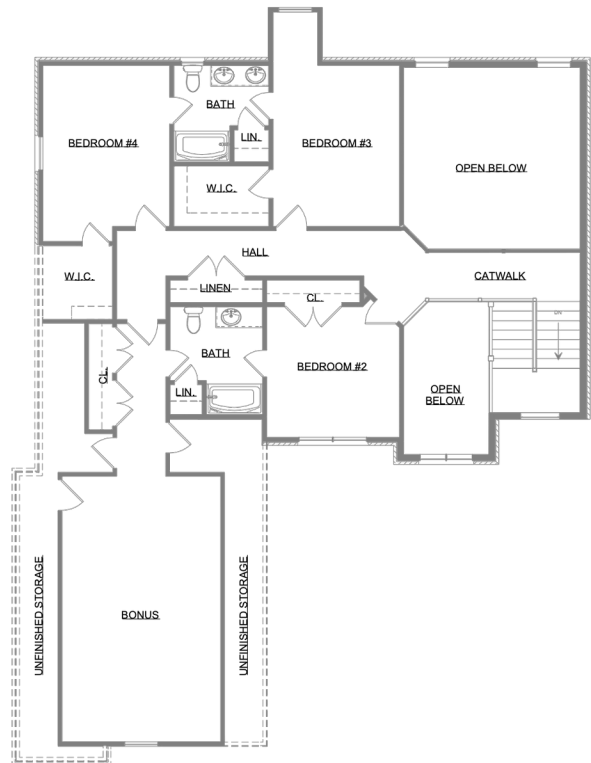 BATH
BEDROOM #4
LIN.
BEDROOM #3
OPEN BELOW
W.I.C.
HALL
W.I.C.
CATWALK
LINEN
CL.
BATH
BEDROOM #2
CL.
LIN.
OPEN
BELOW
UNFINISHED STORAGE
BONUS
UNFINISHED STORAGE